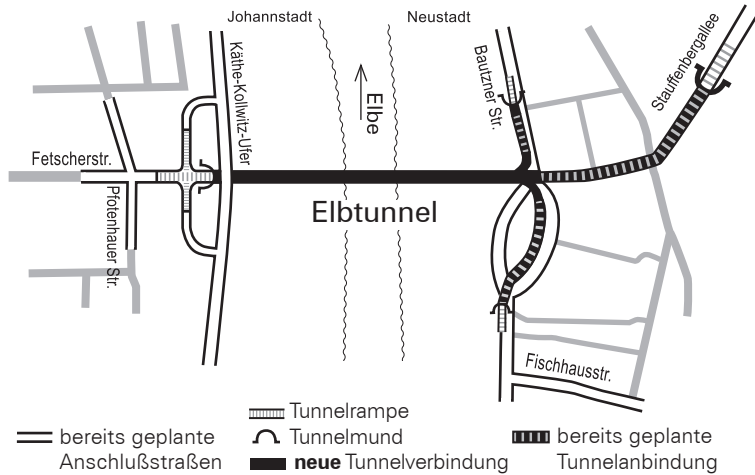 Johannstadt
Neustadt
Käthe-Kollwitz-Ufer
Elbe
Bautzner Str.
Stauffenbergallee
Fetscherstr.
Pfotenhauer Str.
Elbtunnel
Fischhausstr.
Tunnelrampe
Tunnelmund
neue Tunnelverbindung
bereits geplante
Anschlußstraßen
bereits geplante
Tunnelanbindung